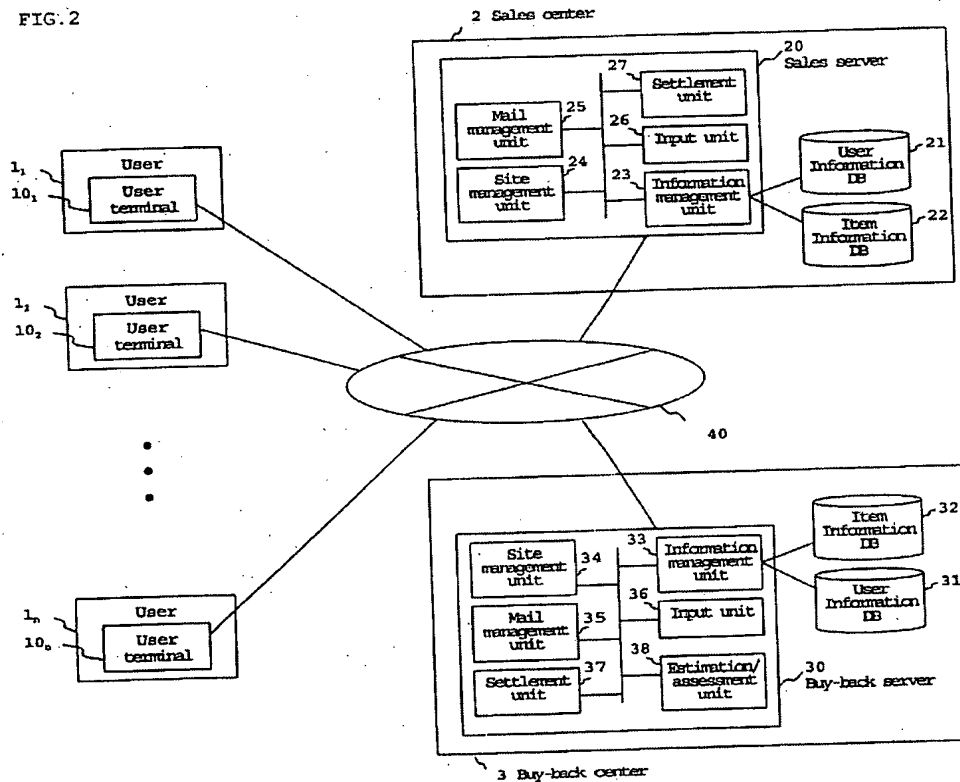 FIG.2
2 Sales center
20
Sales server
27
Settlement
unit
Mail
management
unit
25
26
Input unit
Site
management
unit
24
23
Information
management
unit
User
Information
DB
21
Item
Information
DB
22
1₁
User
10₁
User
terminal
1₂
User
10₂
User
terminal
40
1ₙ
User
10ₙ
User
terminal
Site
management
unit
34
33
Information
management
unit
Item
Information
DB
32
Mail
management
unit
35
36
Input unit
User
Information
DB
31
Settlement
unit
37
38
Estimation/
assessment
unit
30
Buy-back server
3 Buy-back center